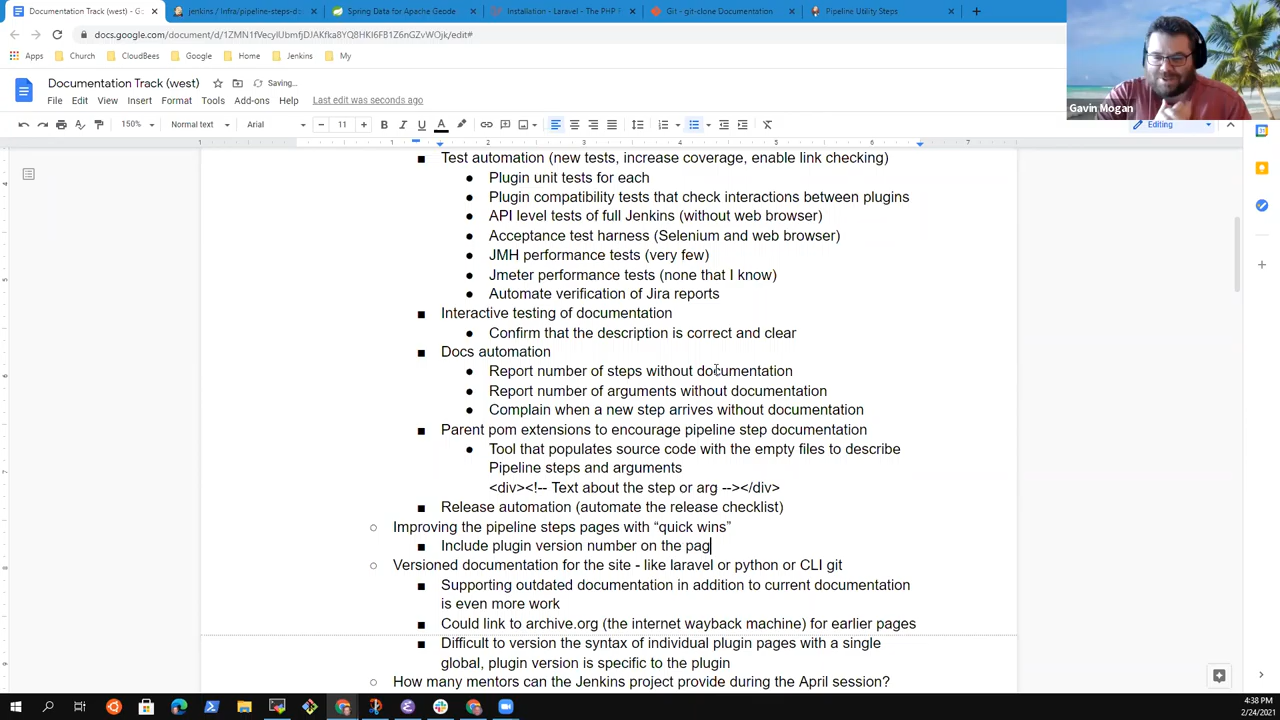 Documentation Track (west) - Go
jenkins / Infra/pipeline-steps-do
Spring Data for Apache Geode
Installation - Laravel - The PHP F
Git - git-clone Documentation
Pipeline Utility Steps
docs.google.com/document/d/1ZMN1fVecyIUbmfjDJAKfka8YQ8HKI6FB1Z6nGZvWOjk/edit#
Apps
Church
CloudBees
Google
Home
Jenkins
My
Gavin Mogan
Documentation Track (west)
Saving...
File Edit View Insert Format Tools Add-ons Help Last edit was seconds ago
150% Normal text Arial 11 Editing
Test automation (new tests, increase coverage, enable link checking)
Plugin unit tests for each
Plugin compatibility tests that check interactions between plugins
API level tests of full Jenkins (without web browser)
Acceptance test harness (Selenium and web browser)
JMH performance tests (very few)
Jmeter performance tests (none that I know)
Automate verification of Jira reports
Interactive testing of documentation
Confirm that the description is correct and clear
Docs automation
Report number of steps without documentation
Report number of arguments without documentation
Complain when a new step arrives without documentation
Parent pom extensions to encourage pipeline step documentation
Tool that populates source code with the empty files to describe
Pipeline steps and arguments
<div><!-- Text about the step or arg --></div>
Release automation (automate the release checklist)
Improving the pipeline steps pages with “quick wins”
Include plugin version number on the pag
Versioned documentation for the site - like laravel or python or CLI git
Supporting outdated documentation in addition to current documentation
is even more work
Could link to archive.org (the internet wayback machine) for earlier pages
Difficult to version the syntax of individual plugin pages with a single
global, plugin version is specific to the plugin
How many mentors can the Jenkins project provide during the April session?
4:38 PM
2/24/2021